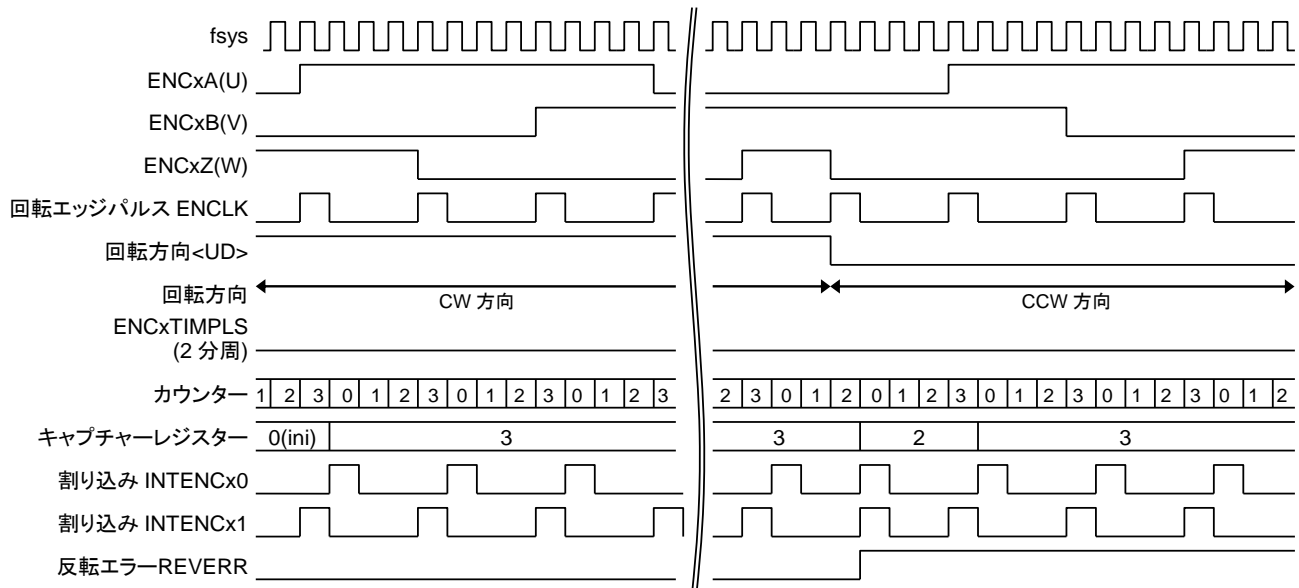 fsys
ENCxA(U)
ENCxB(V)
ENCxZ(W)
回転エッジパルス ENCLK
回転方向<UD>
回転方向 CW 方向 CCW 方向
ENCxTIMPLS
(2 分周)
カウンター 1 2 3 0 1 2 3 0 1 2 3 0 1 2 3 2 3 0 1 2 0 1 2 3 0 1 2 3 0 1 2 3 0 1 2
キャプチャーレジスター 0(ini) 3 3 2 3
割り込み INTENCx0
割り込み INTENCx1
反転エラーREVERR